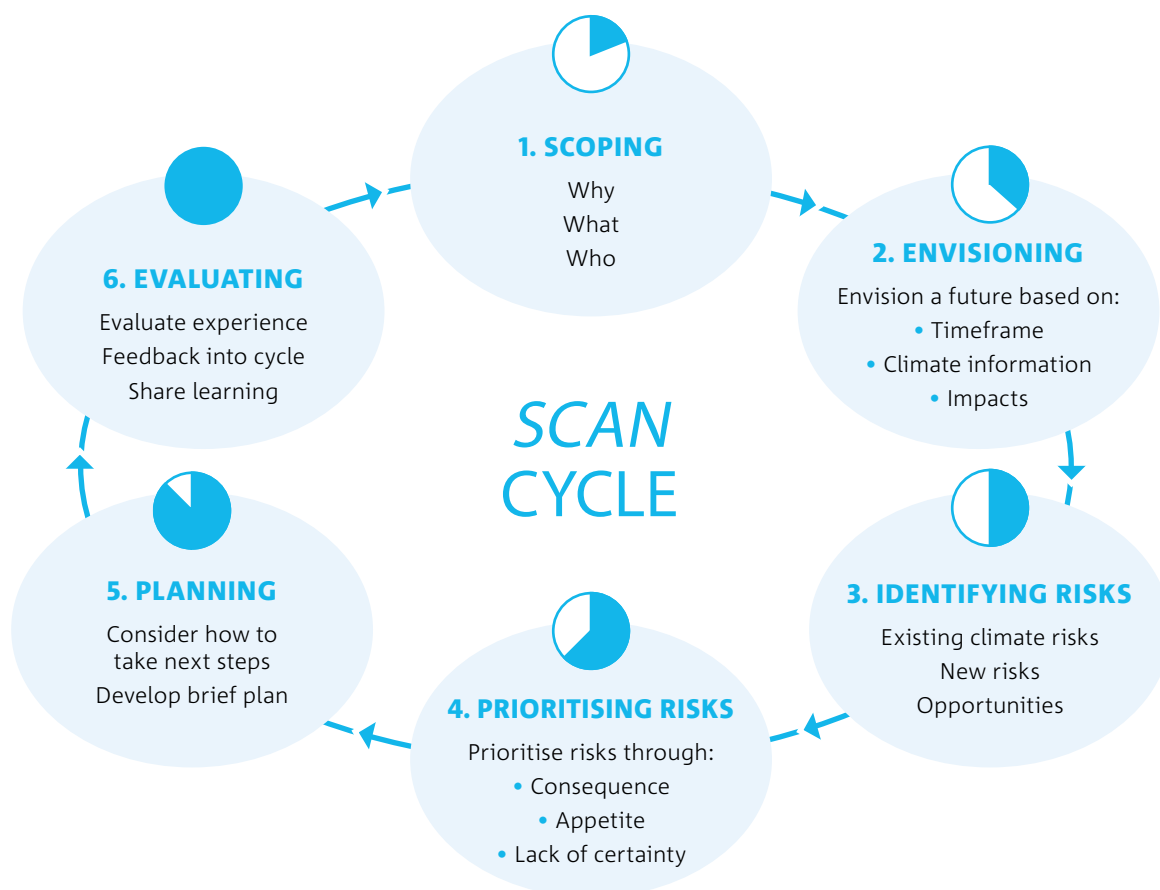 1. SCOPING
Why
What
Who
2. ENVISIONING
Envision a future based on:
• Timeframe
• Climate information
• Impacts
3. IDENTIFYING RISKS
Existing climate risks
New risks
Opportunities
4. PRIORITISING RISKS
Prioritise risks through:
• Consequence
• Appetite
• Lack of certainty
5. PLANNING
Consider how to
take next steps
Develop brief plan
6. EVALUATING
Evaluate experience
Feedback into cycle
Share learning
SCAN
CYCLE